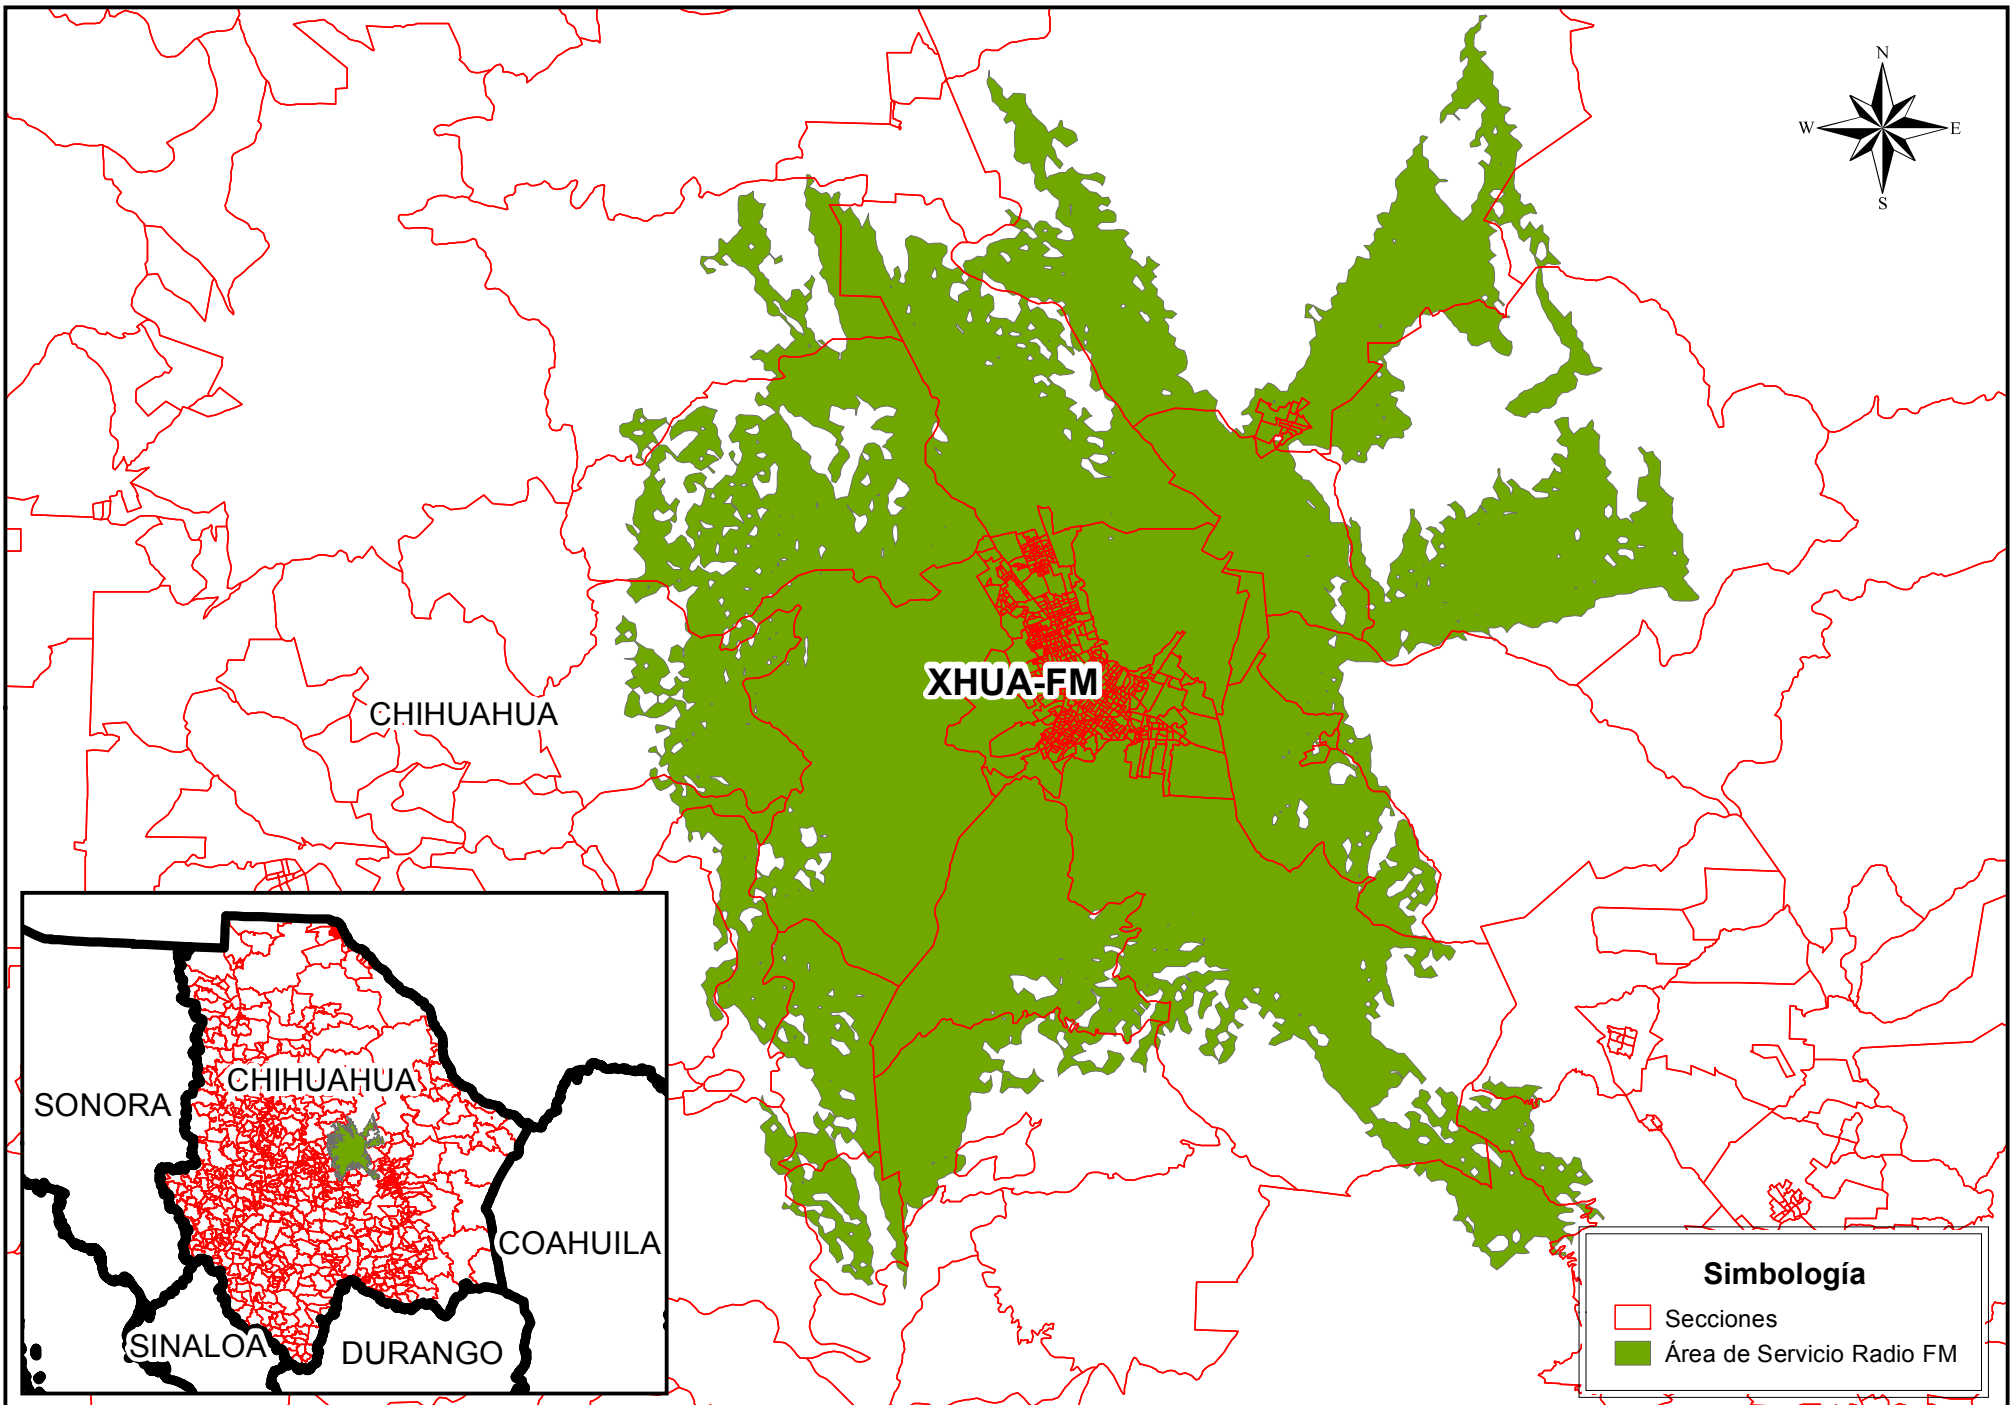 N
W E
S
XHUA-FM
CHIHUAHUA
CHIHUAHUA
SONORA
COAHUILA
SINALOA
DURANGO
Simbología
Secciones
Área de Servicio Radio FM